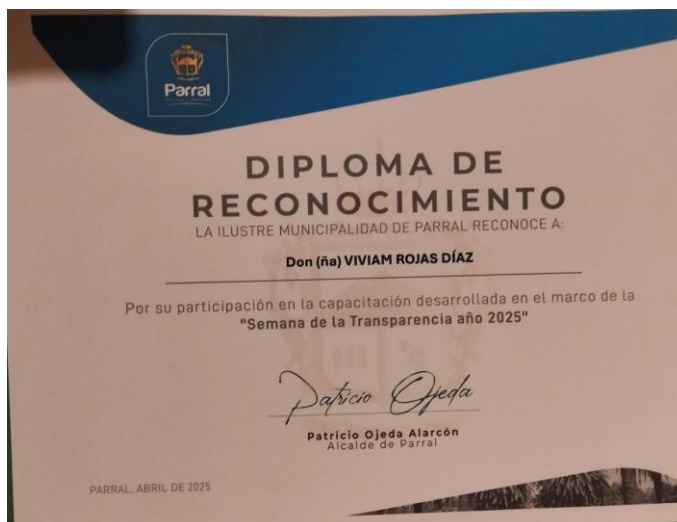 Parral
DIPLOMA DE
RECONOCIMIENTO
LA ILUSTRE MUNICIPALIDAD DE PARRAL RECONOCE A:
Don (ña) VIVIAM ROJAS DÍAZ
Por su participación en la capacitación desarrollada en el marco de la
"Semana de la Transparencia año 2025"
Patricio Ojeda
Patricio Ojeda Alarcón
Alcalde de Parral
PARRAL, ABRIL DE 2025